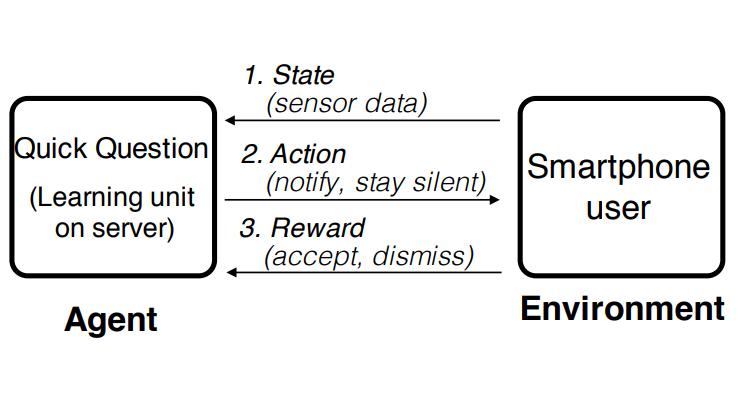 1. State
(sensor data)
Quick Question
(Learning unit
on server)
2. Action
(notify, stay silent)
3. Reward
(accept, dismiss)
Smartphone
user
Agent
Environment